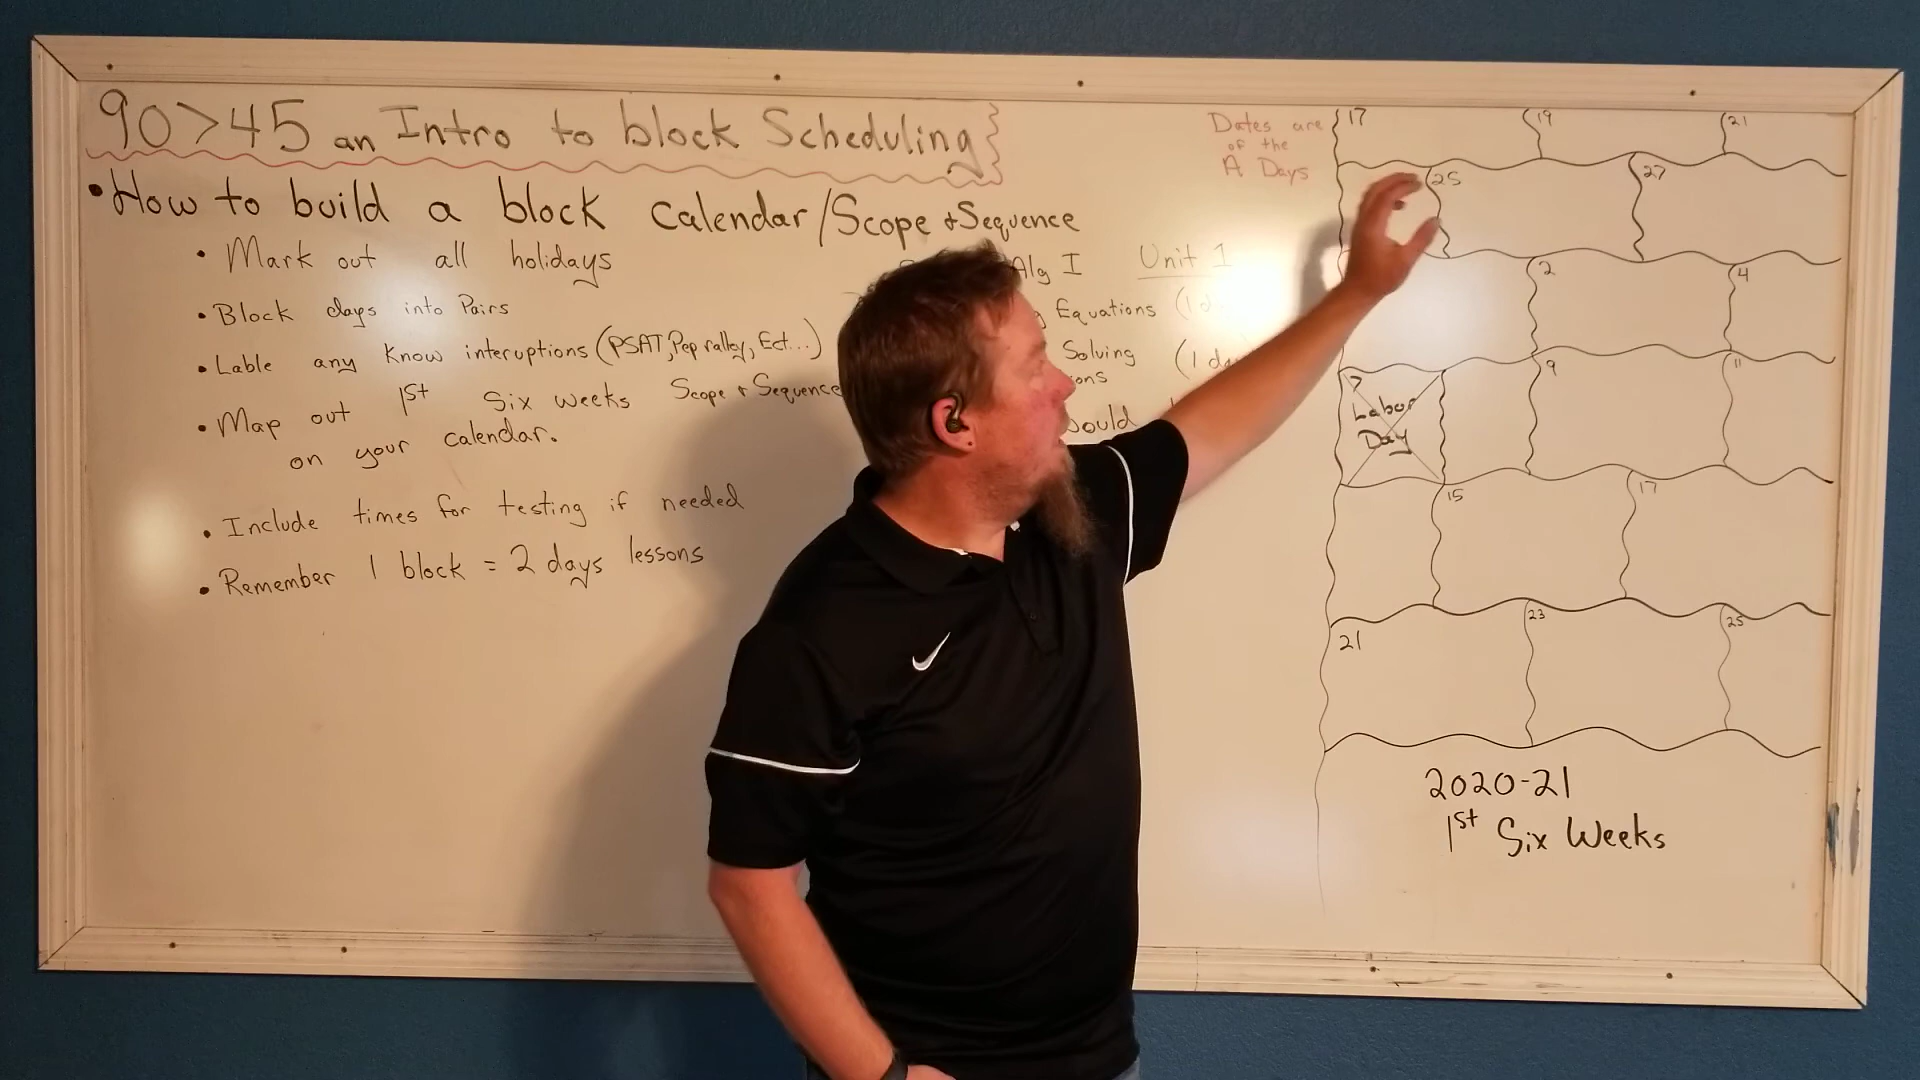 90>45 an Intro to block Scheduling
• How to build a block calendar/Scope + Sequence
• Mark out all holidays
• Block days into Pairs
• Lable any Know interuptions (PSAT, Pep ralley, Ect...)
• Map out 1st Six weeks Scope + Sequence
on your calendar.
• Include times for testing if needed
• Remember 1 block = 2 days lessons
Alg I Unit 1
Equations (1
Solving (1
Dates are
of the
A Days
17 19 21
25 27
2 4
7 9 11
Labor
Day
15 17
21 23 25
2020-21
1st Six Weeks